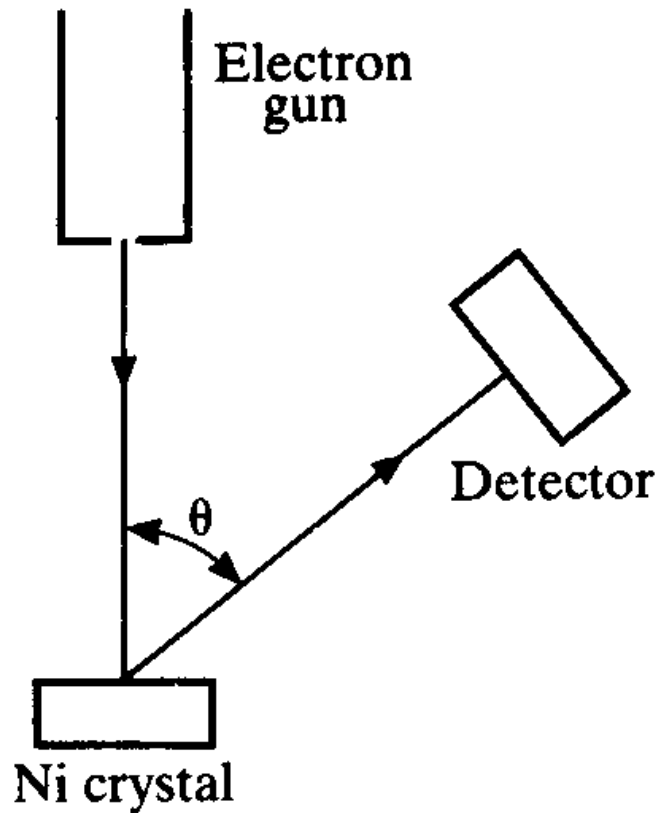 Electron
gun
Detector
θ
Ni crystal